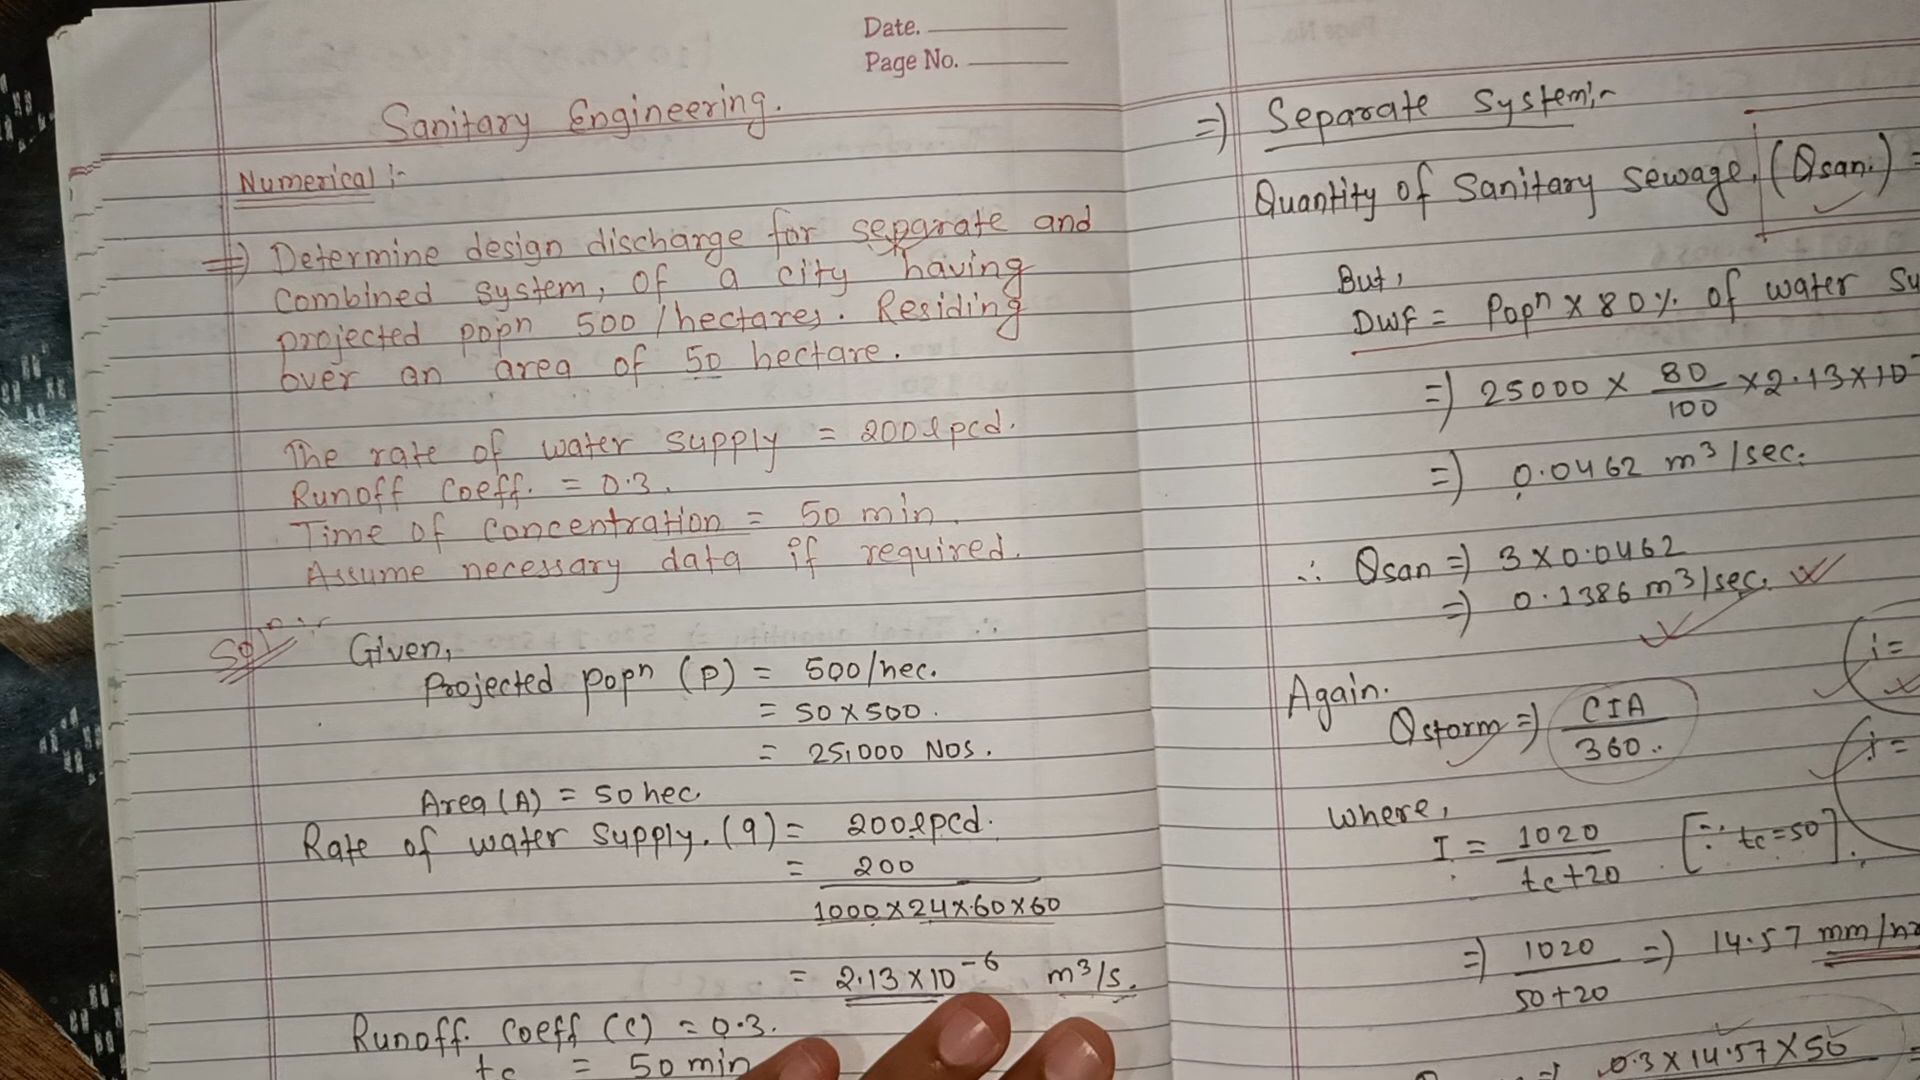 Date.
Page No.
Sanitary Engineering.
Numerical :-
=) Determine design discharge for separate and
combined system, of a city having
projected popn 500 / hectares. Residing
over an area of 50 hectare.
The rate of water supply = 200 lpcd.
Runoff Coeff. = 0.3.
Time of Concentration = 50 min.
Assume necessary data if required.
Soln :-
Given,
Projected popn (P) = 500/hec.
= 50 X 500.
= 25,000 NOS.
Area (A) = 50 hec.
Rate of water supply. (q) = 200 lpcd.
= 200
1000 X 24 X 60 X 60
= 2.13 X 10-6 m3/s.
Runoff. Coeff (C) = 0.3.
tc = 50 min
=) Separate System:-
Quantity of Sanitary Sewage, (Qsan.) =
But,
DWF = Popn X 80% of water Su
=) 25000 X 80/100 X 2.13 X 10-
=) 0.0462 m3/sec.
∴ Qsan =) 3 X 0.0462
=) 0.1386 m3/sec.
i =
Again.
Qstorm =) CIA
360..
i =
where,
I = 1020 [∵ tc = 50].
tc+20
=) 1020 =) 14.57 mm/hr
50+20
=) 0.3 X 14.57 X 50 =